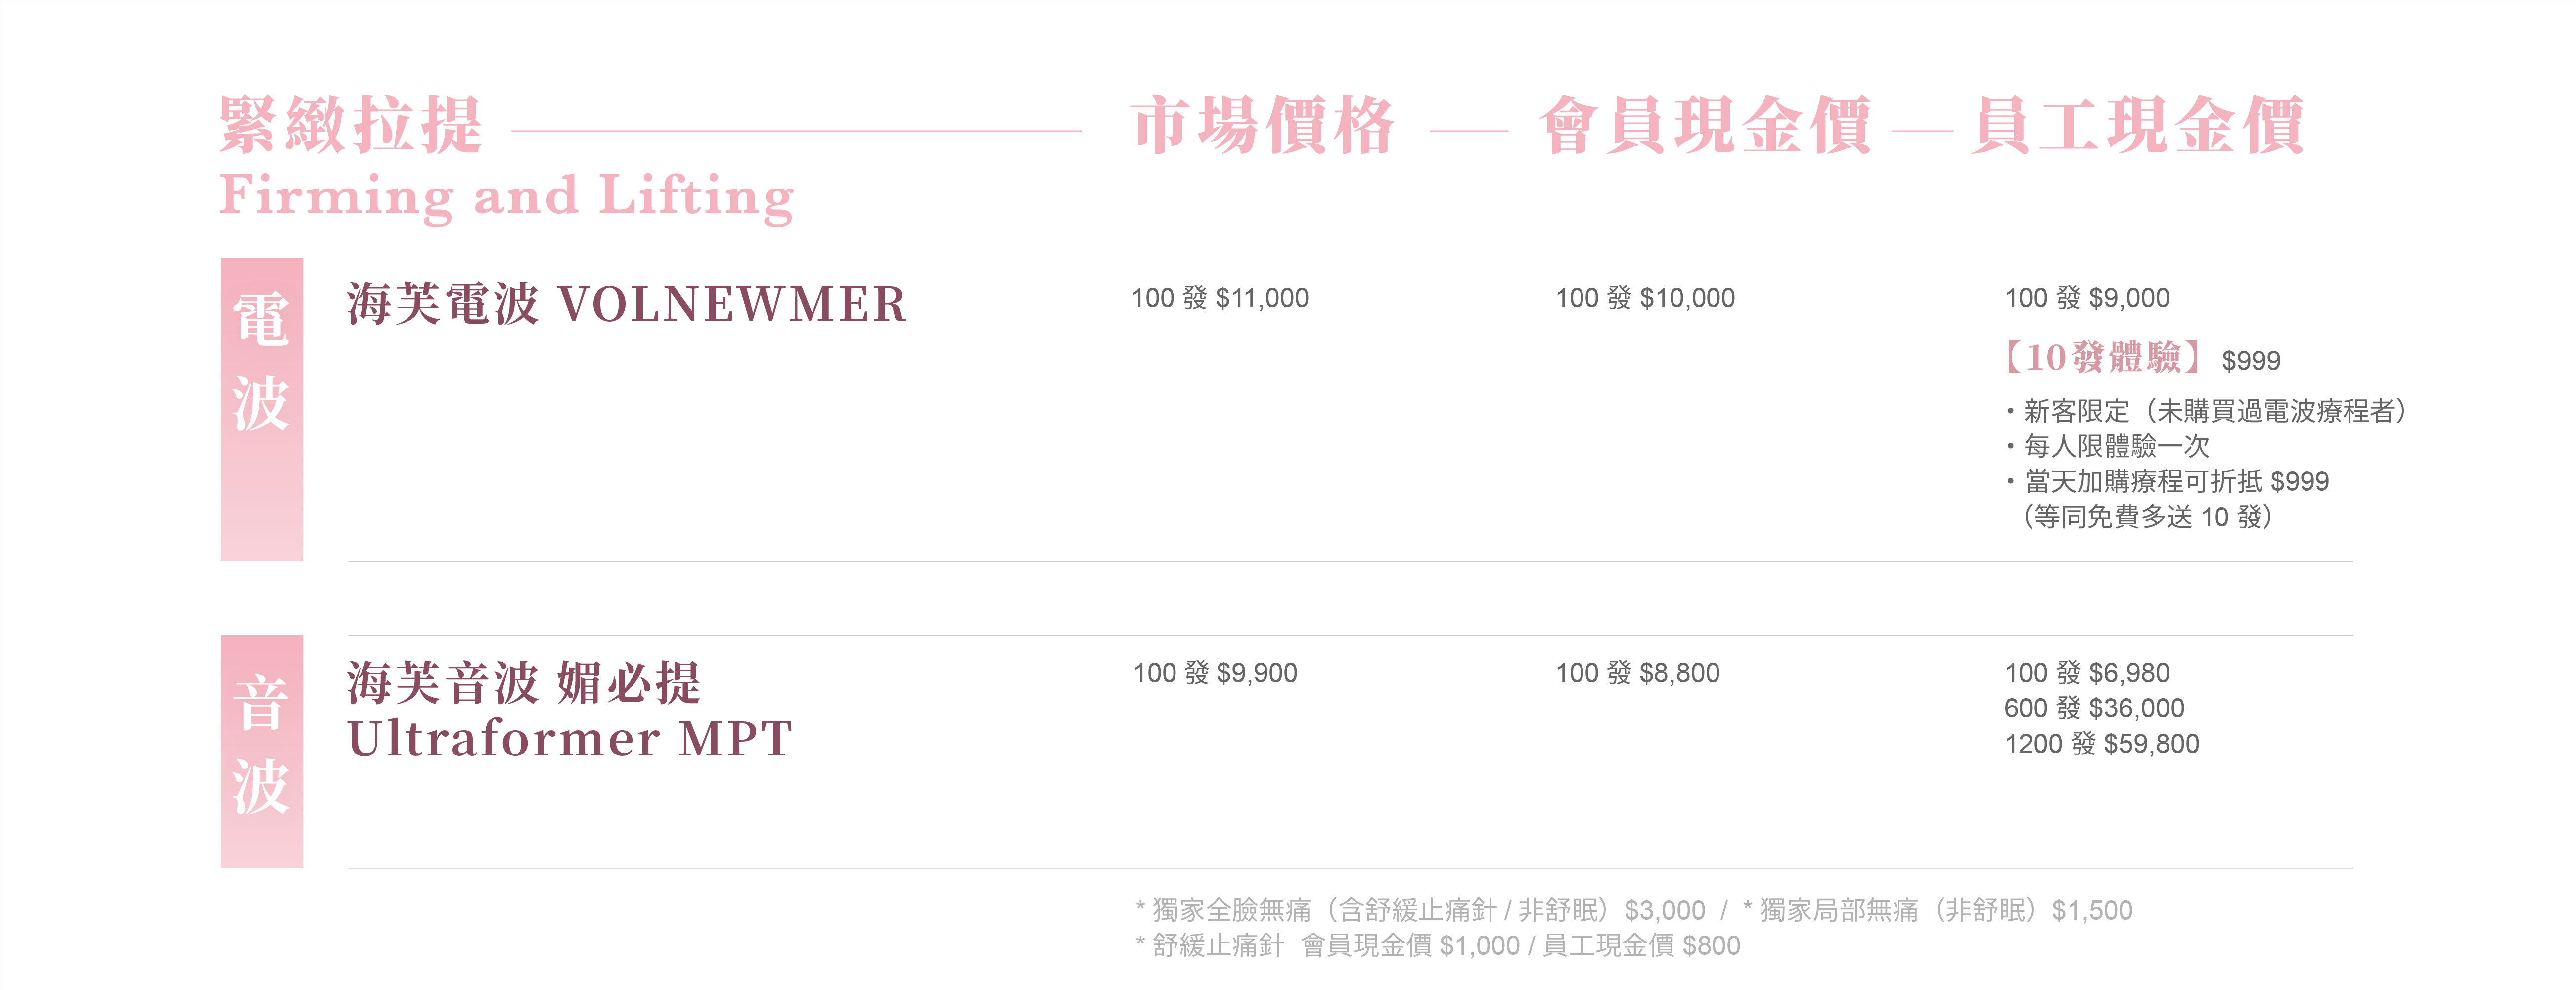 緊緻拉提 市場價格 會員現金價 員工現金價
Firming and Lifting
電波
海芙電波 VOLNEWMER 100 發 $11,000 100 發 $10,000 100 發 $9,000
【10發體驗】 $999
・新客限定（未購買過電波療程者）
・每人限體驗一次
・當天加購療程可折抵 $999
（等同免費多送 10 發）
音波
海芙音波 媚必提 100 發 $9,900 100 發 $8,800 100 發 $6,980
600 發 $36,000
Ultraformer MPT 1200 發 $59,800
* 獨家全臉無痛（含舒緩止痛針 / 非舒眠）$3,000 / * 獨家局部無痛（非舒眠）$1,500
* 舒緩止痛針 會員現金價 $1,000 / 員工現金價 $800